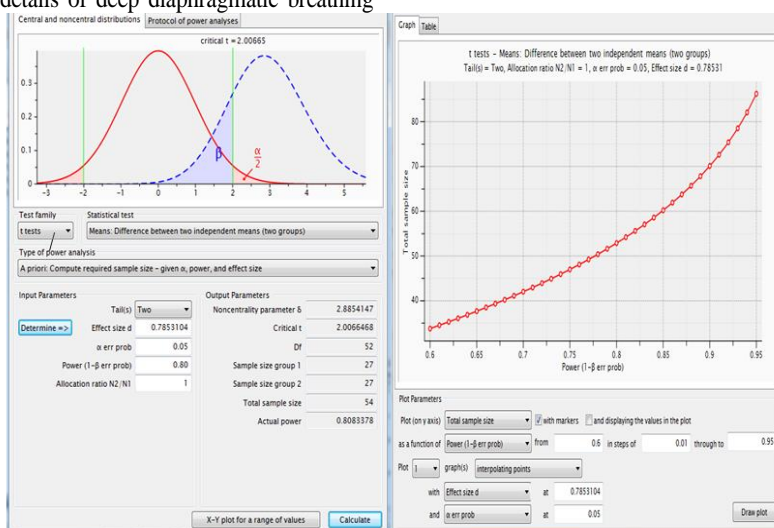 details of deep diaphragmatic breathing
Central and noncentral distributions Protocol of power analyses
critical t = 2.00665
0.3
0.2
0.1
0
β
α
2
-3 -2 -1 0 1 2 3 4 5
Test family Statistical test
t tests Means: Difference between two independent means (two groups)
Type of power analysis
A priori: Compute required sample size – given α, power, and effect size
Input Parameters Output Parameters
Tail(s) Two Noncentrality parameter δ 2.8854147
Determine => Effect size d 0.7853104 Critical t 2.0066468
α err prob 0.05 Df 52
Power (1-β err prob) 0.80 Sample size group 1 27
Allocation ratio N2/N1 1 Sample size group 2 27
Total sample size 54
Actual power 0.8083378
X-Y plot for a range of values Calculate
Graph Table
t tests – Means: Difference between two independent means (two groups)
Tail(s) = Two, Allocation ratio N2/N1 = 1, α err prob = 0.05, Effect size d = 0.78531
Total sample size
80
70
60
50
40
0.6 0.65 0.7 0.75 0.8 0.85 0.9 0.95
Power (1-β err prob)
Plot Parameters
Plot (on y axis) Total sample size with markers and displaying the values in the plot
as a function of Power (1-β err prob) from 0.6 in steps of 0.01 through to 0.95
Plot 1 graph(s) interpolating points
with Effect size d at 0.7853104
and α err prob at 0.05 Draw plot